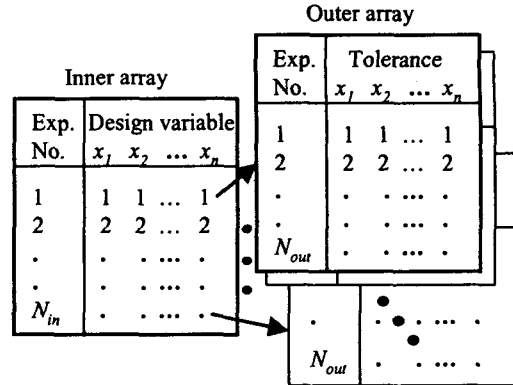 Outer array
Exp. Tolerance
No. x1 x2 ... xn
1 1 1 ... 1
2 2 2 ... 2
. . . ... .
. . . ... .
Nout . . ... .
Inner array
Exp. Design variable
No. x1 x2 ... xn
1 1 1 ... 1
2 2 2 ... 2
. . . ... .
. . . ... .
Nin . . ... .
. . . ... .
Nout . . ... .